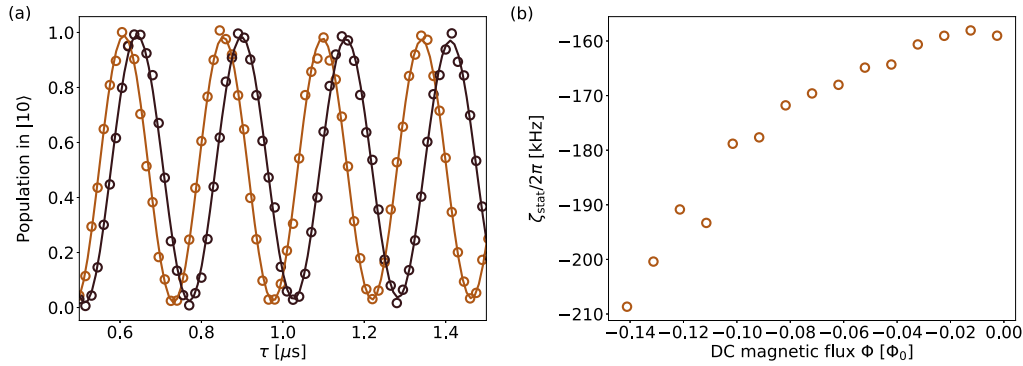 (a)
1.0
0.8
0.6
0.4
0.2
0.0
Population in |10⟩
0.6 0.8 1.0 1.2 1.4
τ [μs]
(b)
−160
−170
−180
−190
−200
−210
ζstat/2π [kHz]
−0.14 −0.12 −0.10 −0.08 −0.06 −0.04 −0.02 0.00
DC magnetic flux Φ [Φ0]